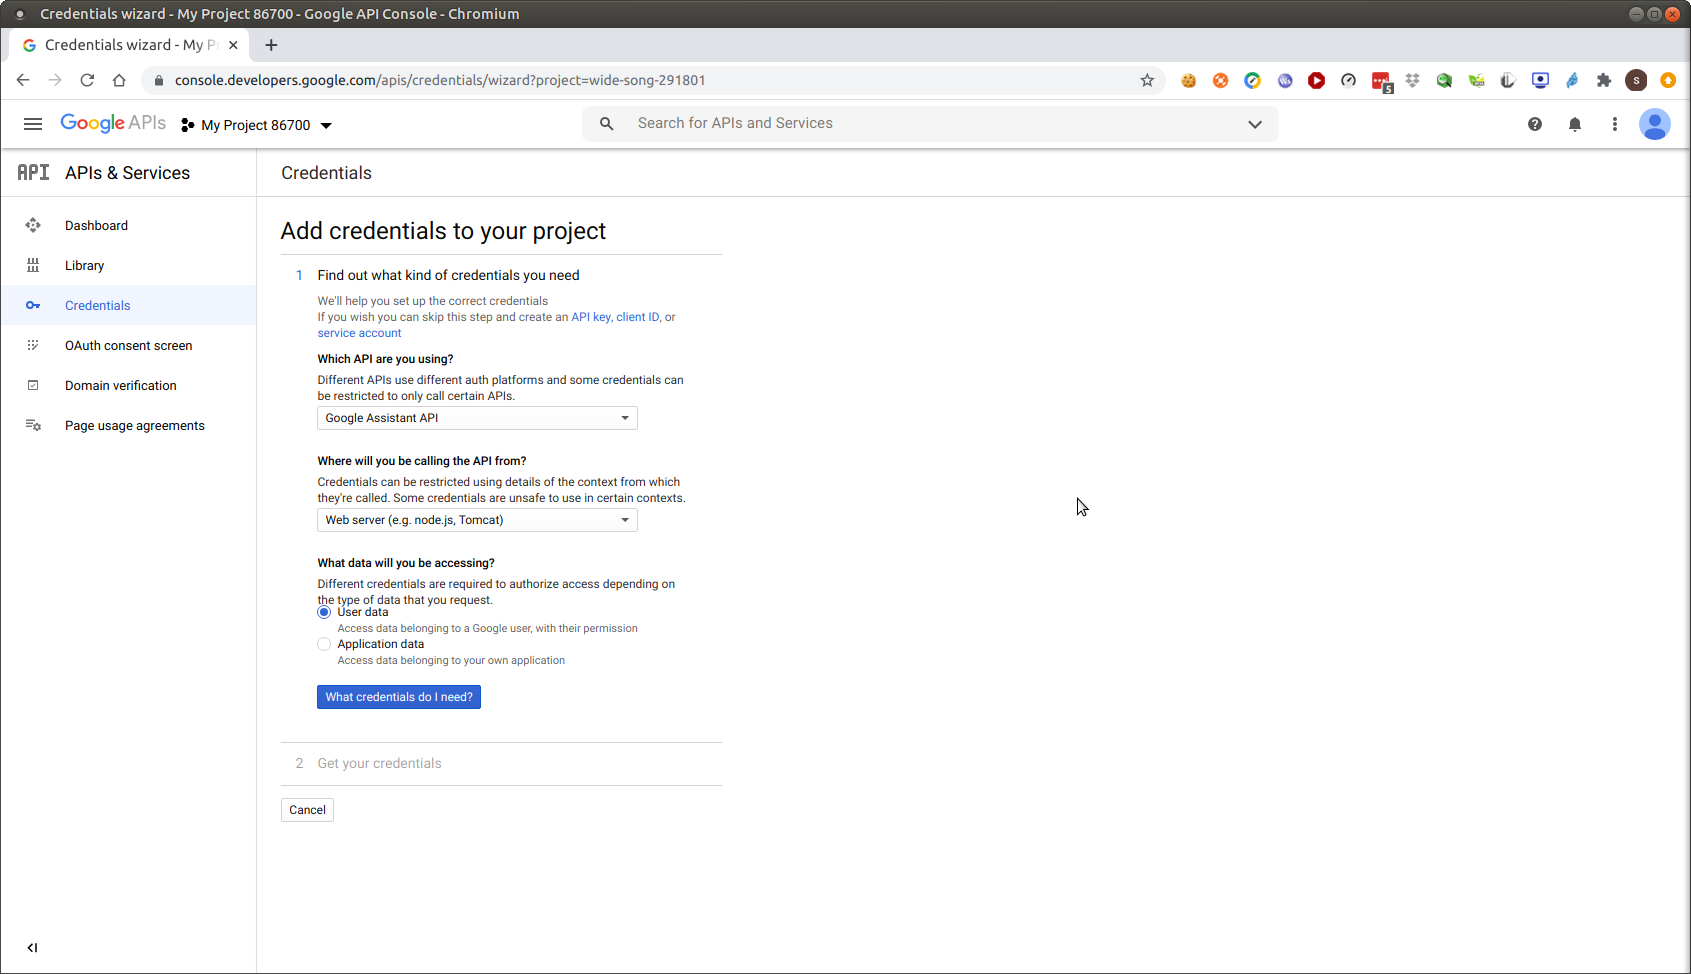 Credentials wizard - My Project 86700 - Google API Console - Chromium
Credentials wizard - My P
console.developers.google.com/apis/credentials/wizard?project=wide-song-291801
5
S
Google APIs
My Project 86700
Search for APIs and Services
API APIs & Services
Credentials
Dashboard
Library
Credentials
OAuth consent screen
Domain verification
Page usage agreements
Add credentials to your project
1 Find out what kind of credentials you need
We'll help you set up the correct credentials
If you wish you can skip this step and create an API key, client ID, or
service account
Which API are you using?
Different APIs use different auth platforms and some credentials can
be restricted to only call certain APIs.
Google Assistant API
Where will you be calling the API from?
Credentials can be restricted using details of the context from which
they're called. Some credentials are unsafe to use in certain contexts.
Web server (e.g. node.js, Tomcat)
What data will you be accessing?
Different credentials are required to authorize access depending on
the type of data that you request.
User data
Access data belonging to a Google user, with their permission
Application data
Access data belonging to your own application
What credentials do I need?
2 Get your credentials
Cancel